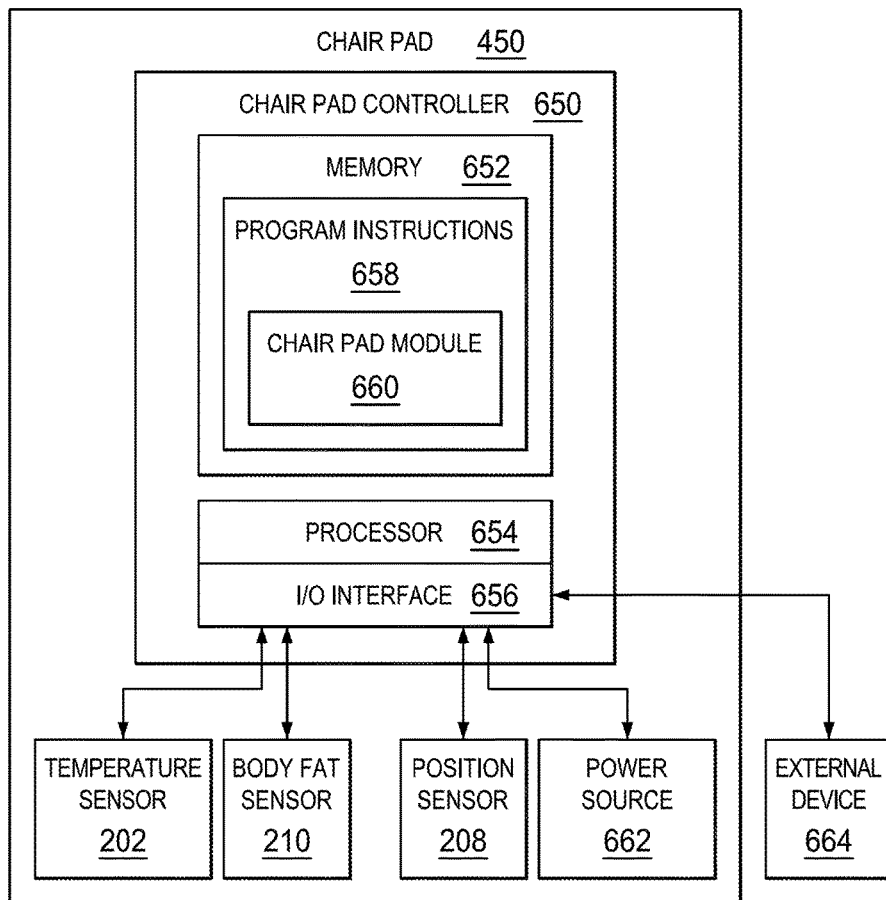 CHAIR PAD 450
CHAIR PAD CONTROLLER 650
MEMORY 652
PROGRAM INSTRUCTIONS
658
CHAIR PAD MODULE
660
PROCESSOR 654
I/O INTERFACE 656
TEMPERATURE
SENSOR
202
BODY FAT
SENSOR
210
POSITION
SENSOR
208
POWER
SOURCE
662
EXTERNAL
DEVICE
664